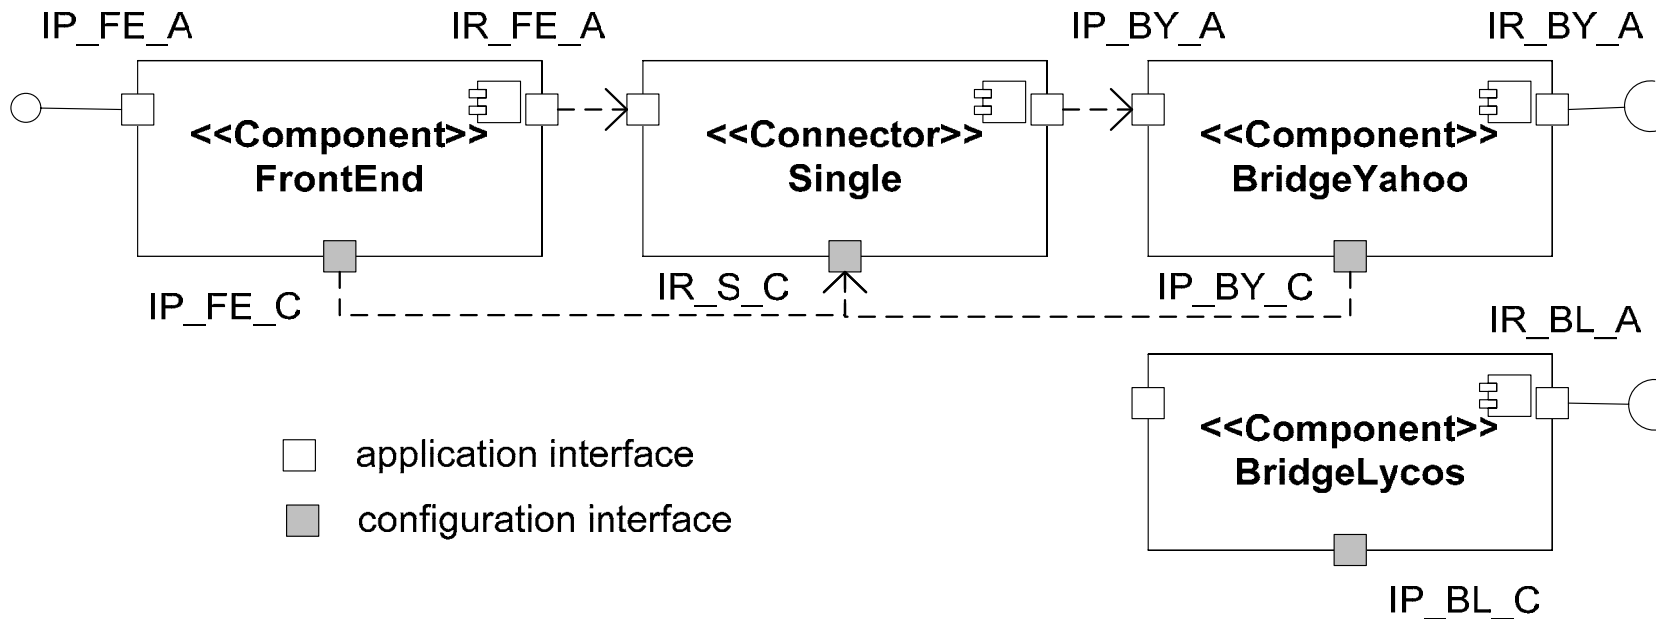 IP_FE_A
IR_FE_A
IP_BY_A
IR_BY_A
<<Component>>
FrontEnd
<<Connector>>
Single
<<Component>>
BridgeYahoo
IP_FE_C
IR_S_C
IP_BY_C
IR_BL_A
<<Component>>
BridgeLycos
application interface
configuration interface
IP_BL_C